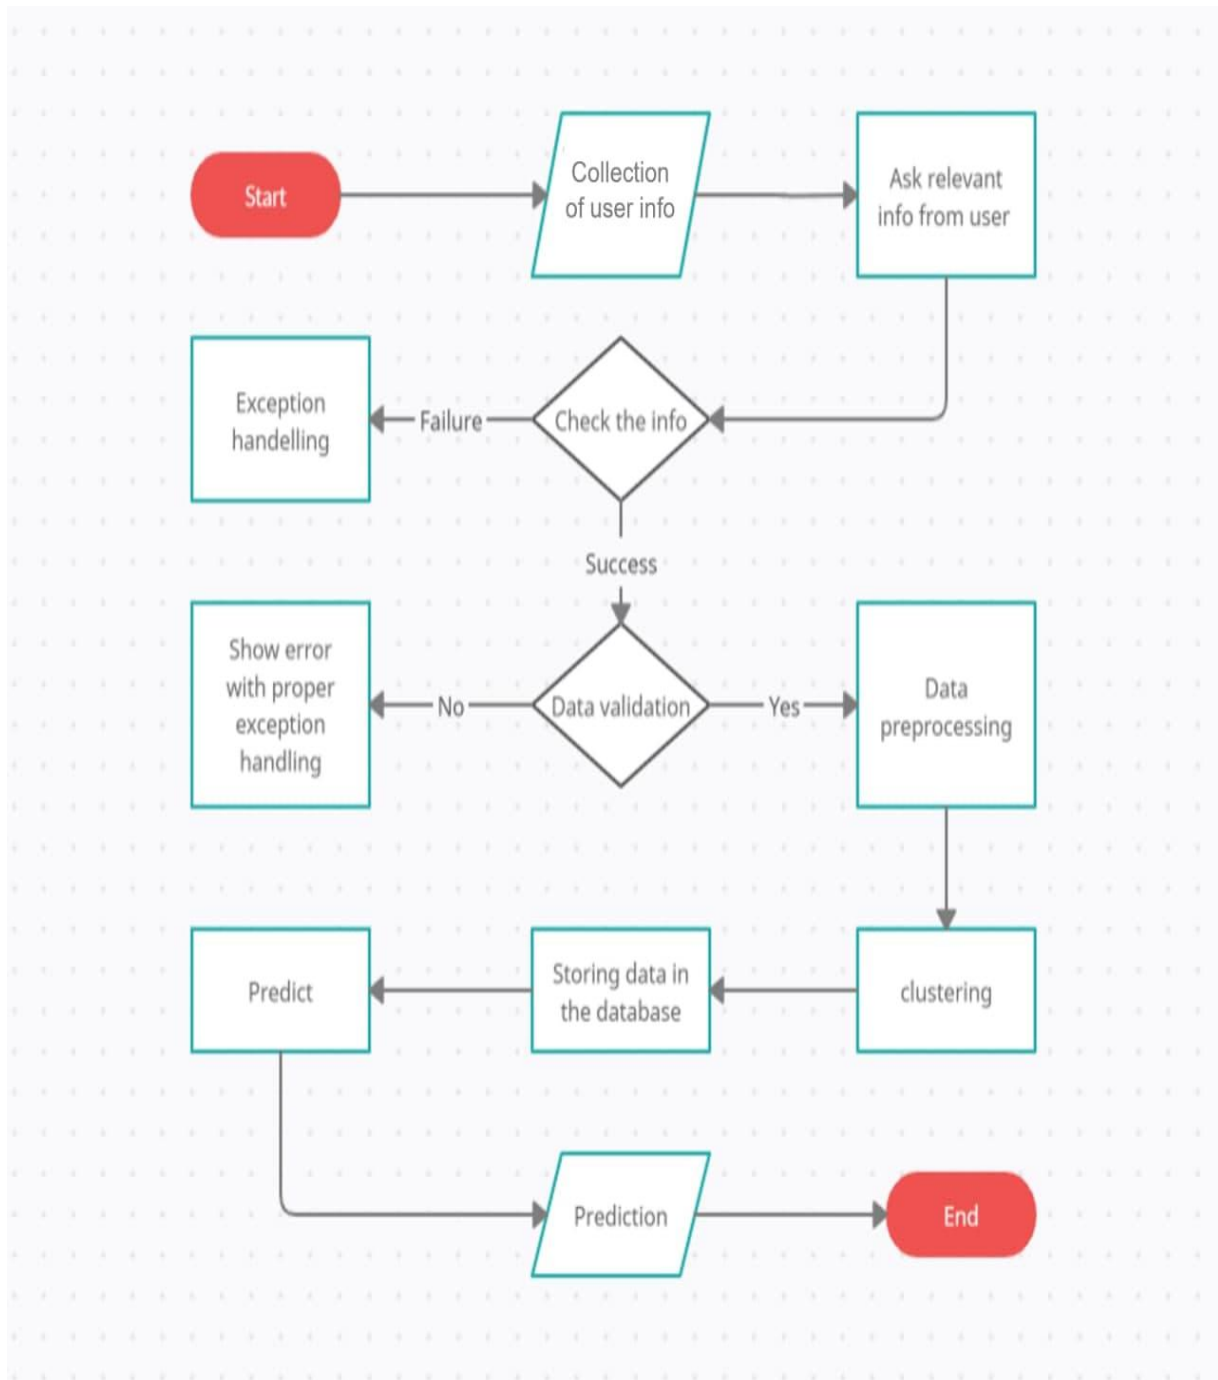 Start
Collection
of user info
Ask relevant
info from user
Exception
handelling
Failure
Check the info
Success
Show error
with proper
exception
handling
No
Data validation
Yes
Data
preprocessing
Predict
Storing data in
the database
clustering
Prediction
End